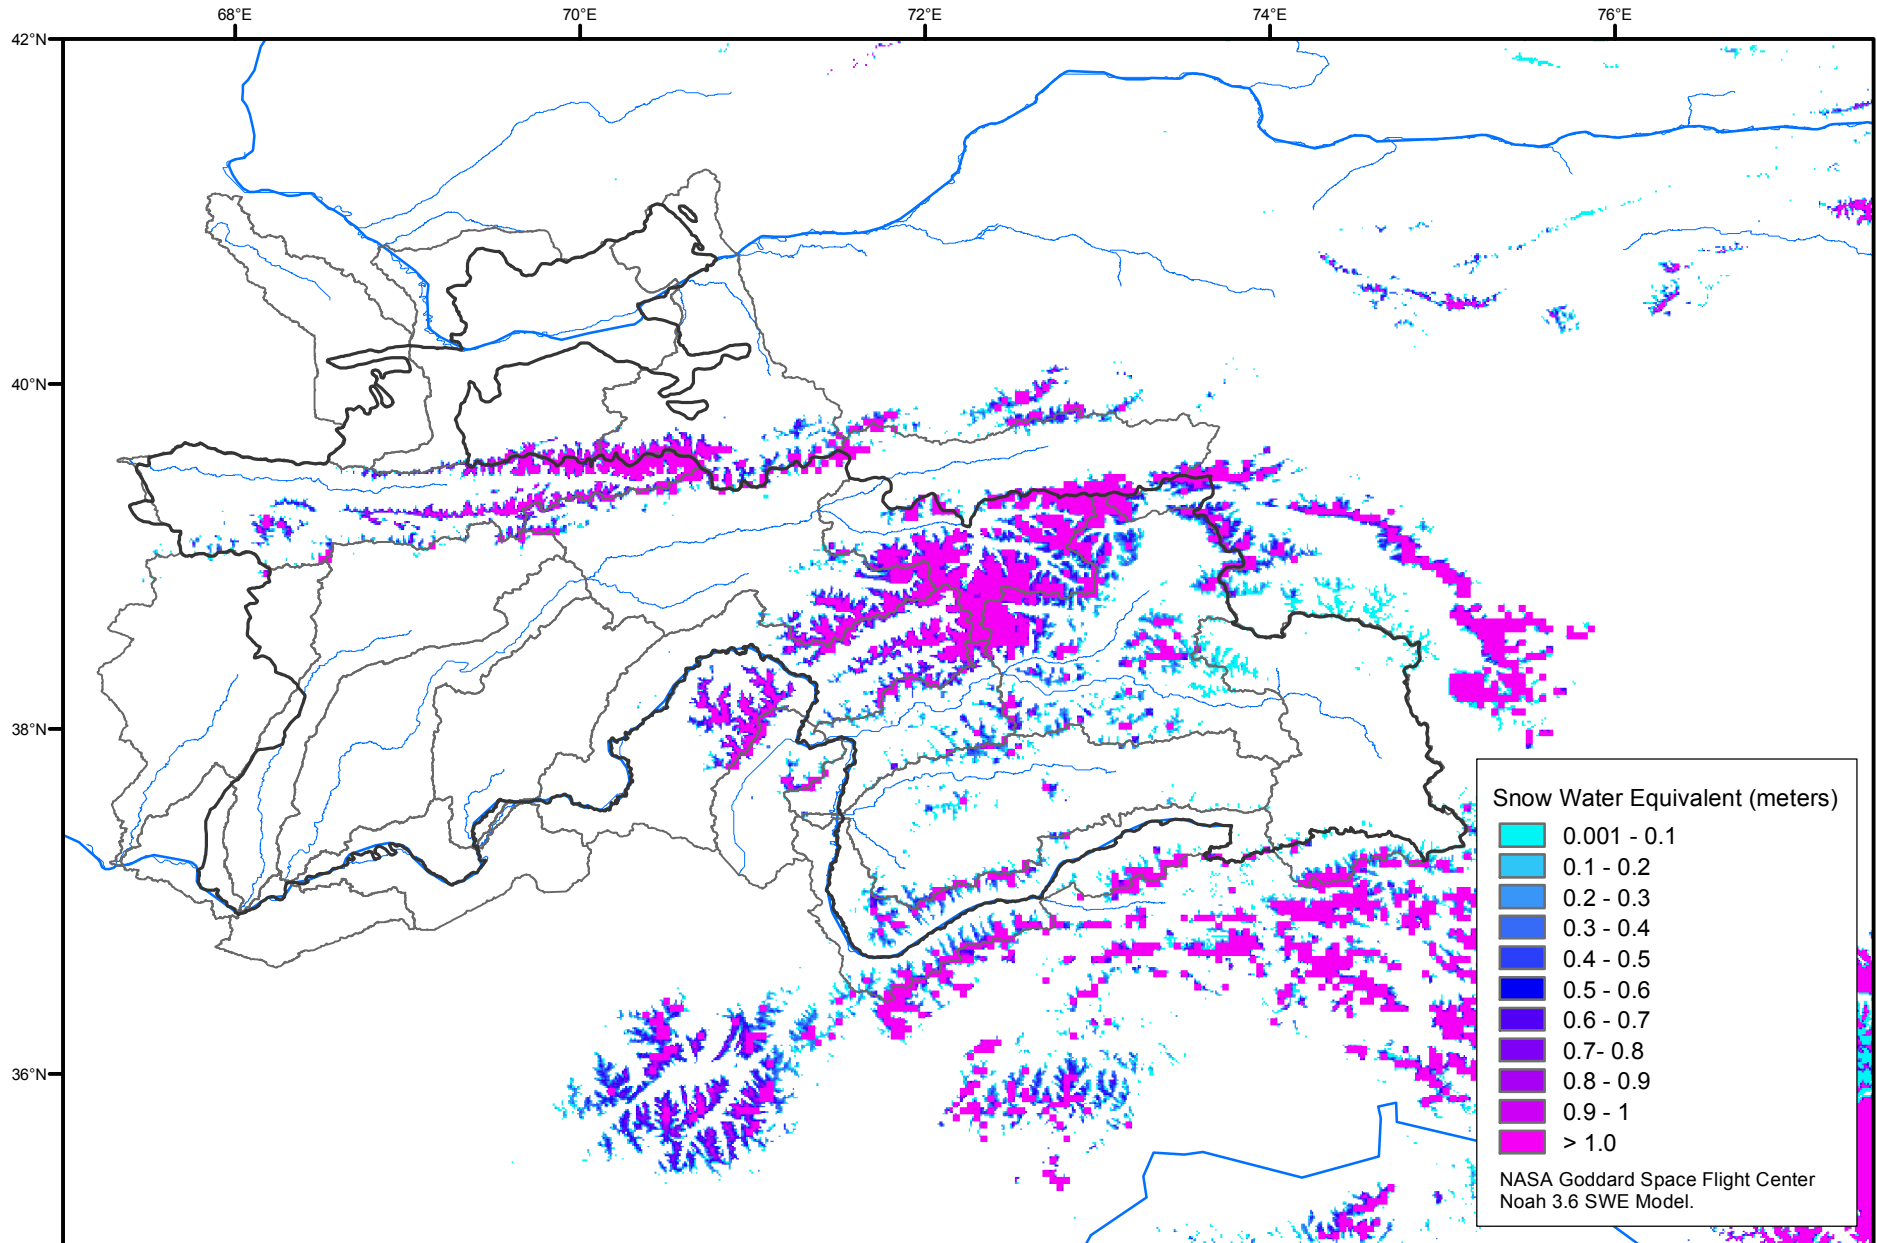 68°E
70°E
72°E
74°E
76°E
42°N
40°N
38°N
36°N
Snow Water Equivalent (meters)
0.001 - 0.1
0.1 - 0.2
0.2 - 0.3
0.3 - 0.4
0.4 - 0.5
0.5 - 0.6
0.6 - 0.7
0.7- 0.8
0.8 - 0.9
0.9 - 1
> 1.0
NASA Goddard Space Flight Center
Noah 3.6 SWE Model.